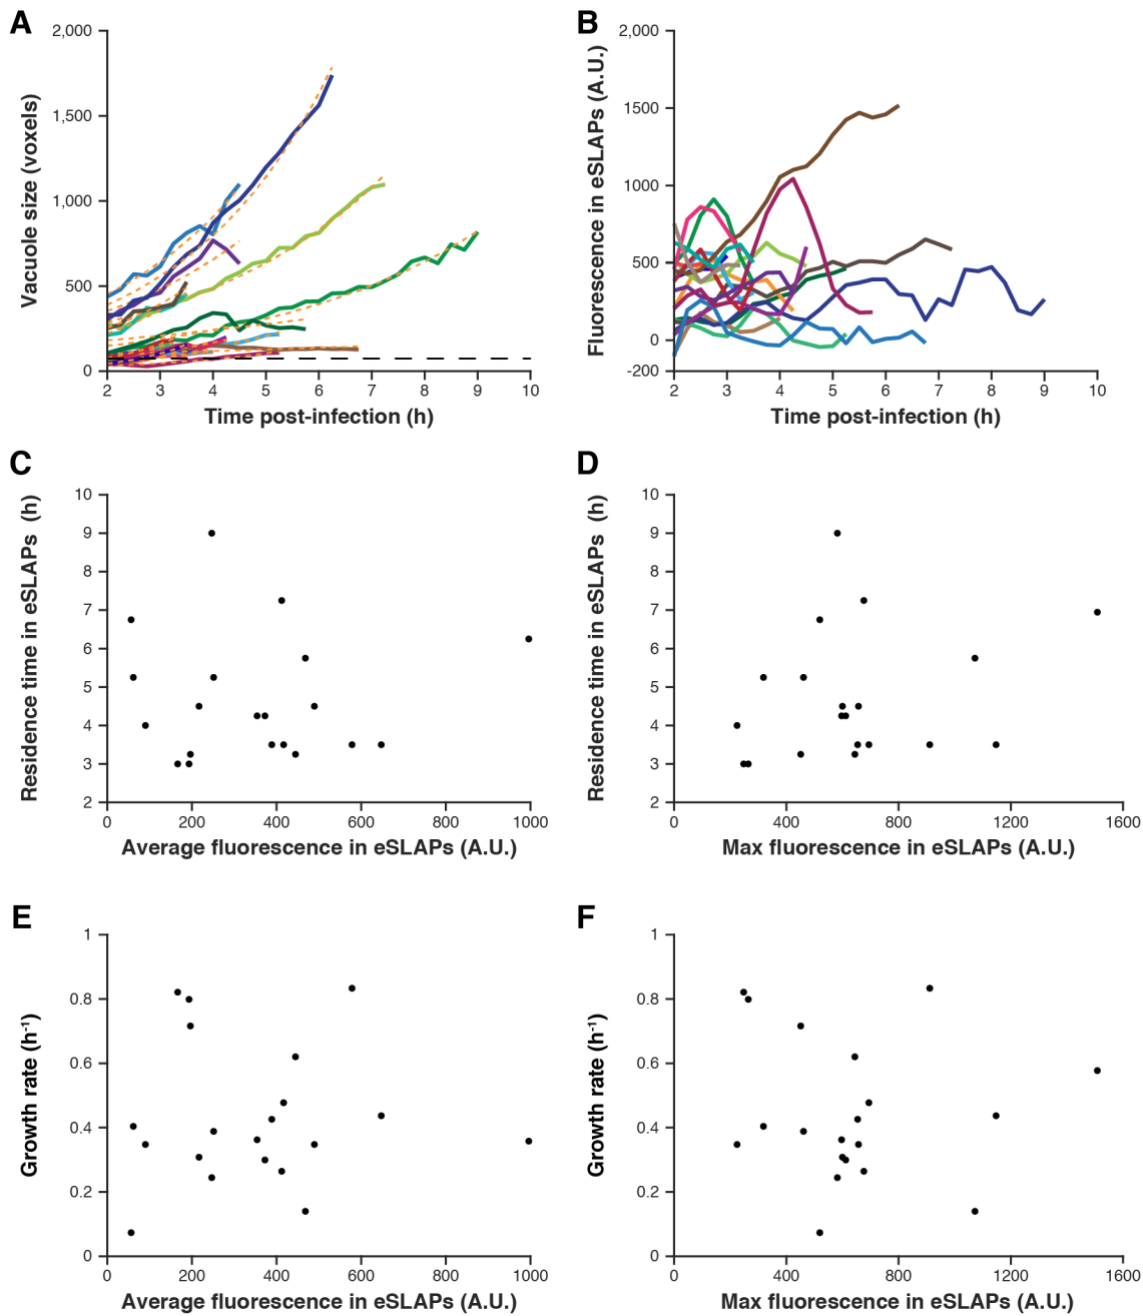 A
Vacuole size (voxels)
2,000
1,500
1,000
500
0
2 3 4 5 6 7 8 9 10
Time post-infection (h)
B
Fluorescence in eSLAPs (A.U.)
2,000
1500
1000
500
0
-200
2 3 4 5 6 7 8 9 10
Time post-infection (h)
C
Residence time in eSLAPs (h)
10
9
8
7
6
5
4
3
2
0 200 400 600 800 1000
Average fluorescence in eSLAPs (A.U.)
D
Residence time in eSLAPs (h)
10
9
8
7
6
5
4
3
2
0 400 800 1200 1600
Max fluorescence in eSLAPs (A.U.)
E
Growth rate (h⁻¹)
1
0.8
0.6
0.4
0.2
0
0 200 400 600 800 1000
Average fluorescence in eSLAPs (A.U.)
F
Growth rate (h⁻¹)
1
0.8
0.6
0.4
0.2
0
0 400 800 1200 1600
Max fluorescence in eSLAPs (A.U.)